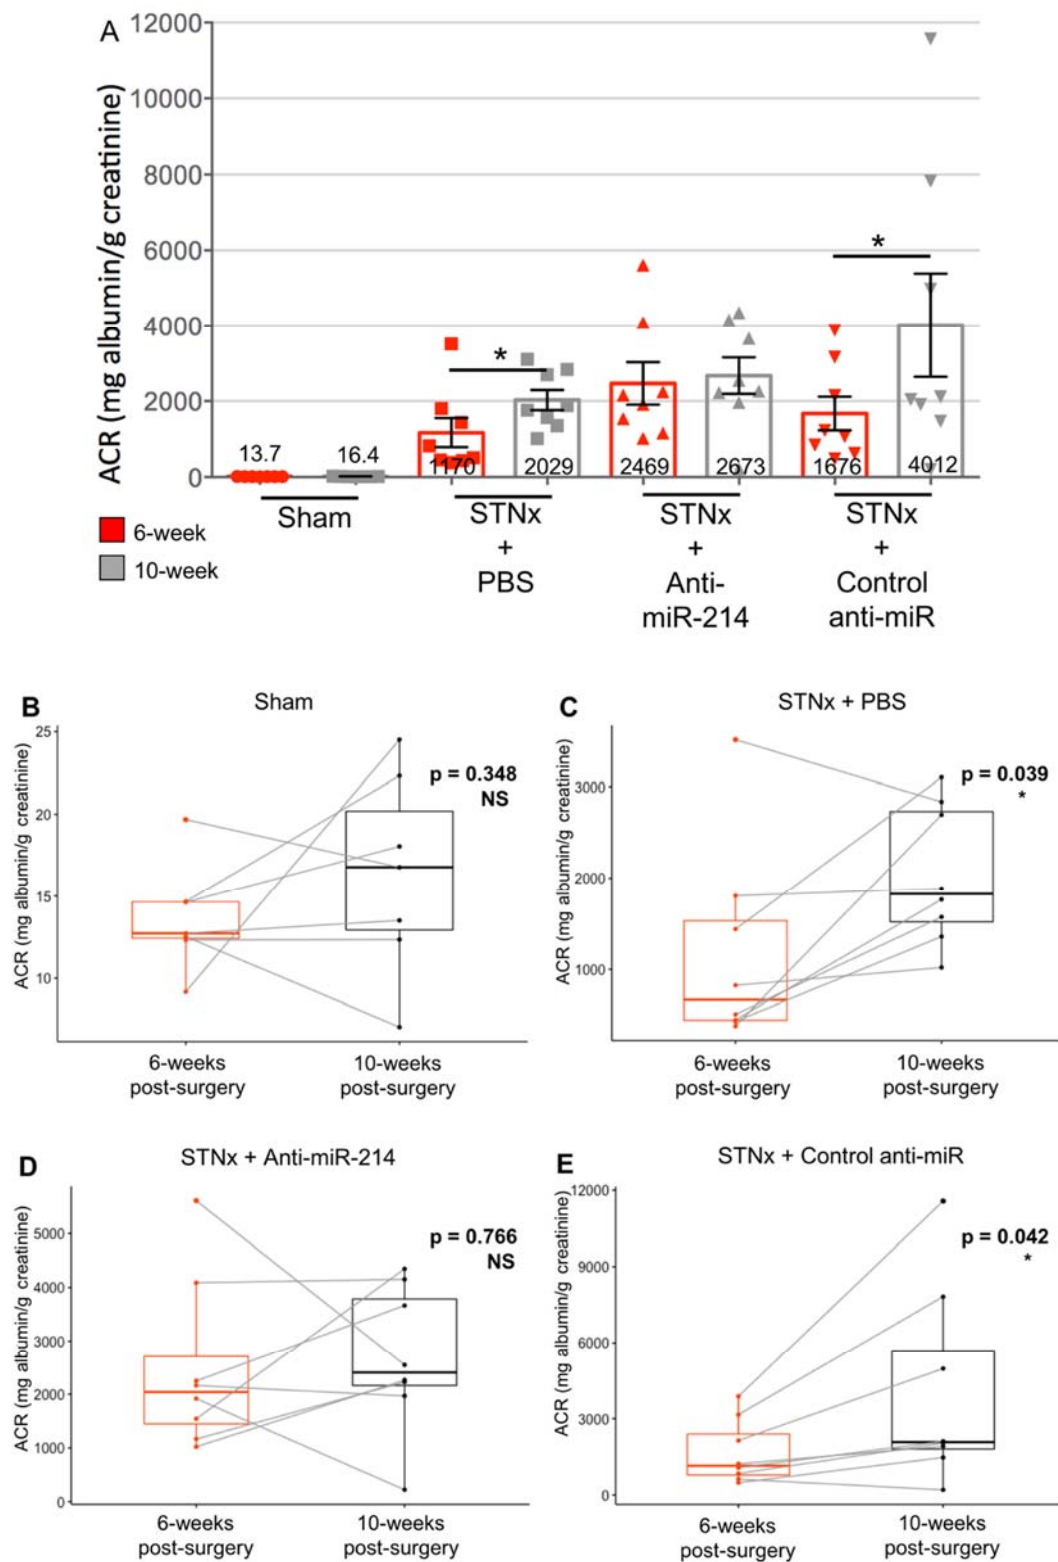 A
ACR (mg albumin/g creatinine)
12000
10000
8000
6000
4000
2000
0
13.7
16.4
1170
2029
2469
2673
1676
4012
*
*
Sham
STNx
+
PBS
STNx
+
Anti-
miR-214
STNx
+
Control
anti-miR
6-week
10-week
B
Sham
ACR (mg albumin/g creatinine)
25
20
15
10
p = 0.348
NS
6-weeks
post-surgery
10-weeks
post-surgery
C
STNx + PBS
ACR (mg albumin/g creatinine)
3000
2000
1000
p = 0.039
*
6-weeks
post-surgery
10-weeks
post-surgery
D
STNx + Anti-miR-214
ACR (mg albumin/g creatinine)
5000
4000
3000
2000
1000
0
p = 0.766
NS
6-weeks
post-surgery
10-weeks
post-surgery
E
STNx + Control anti-miR
ACR (mg albumin/g creatinine)
12000
9000
6000
3000
0
p = 0.042
*
6-weeks
post-surgery
10-weeks
post-surgery